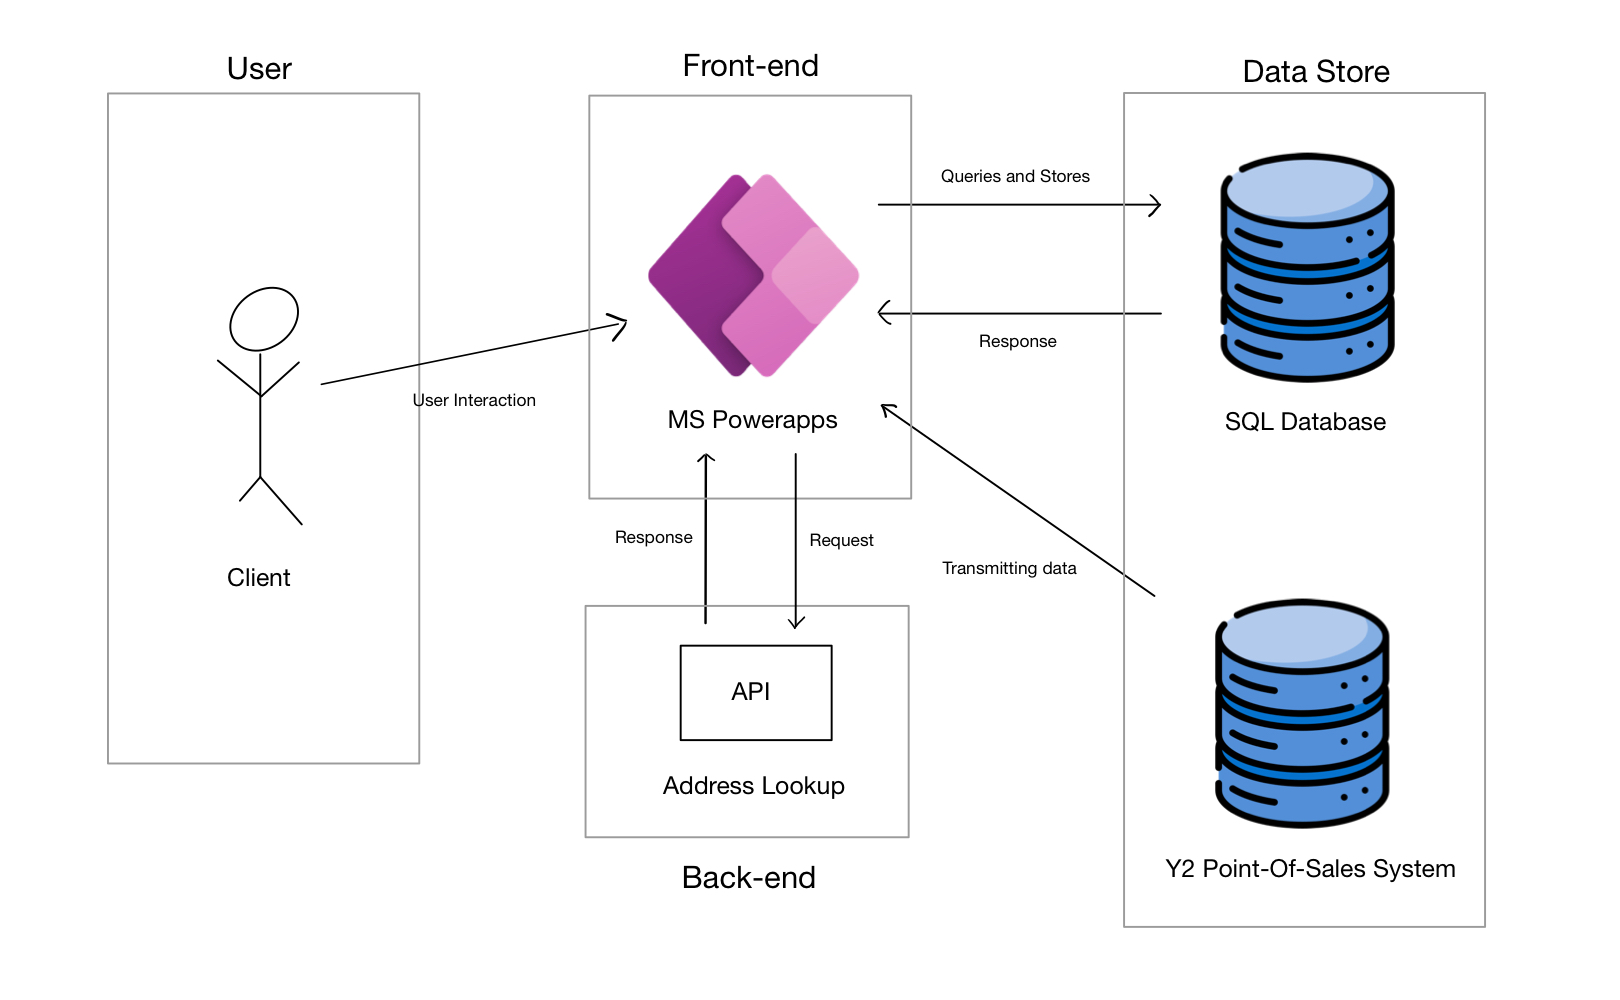 User
Front-end
Data Store
Queries and Stores
Response
User Interaction
MS Powerapps
SQL Database
Response
Request
Transmitting data
Client
API
Address Lookup
Back-end
Y2 Point-Of-Sales System